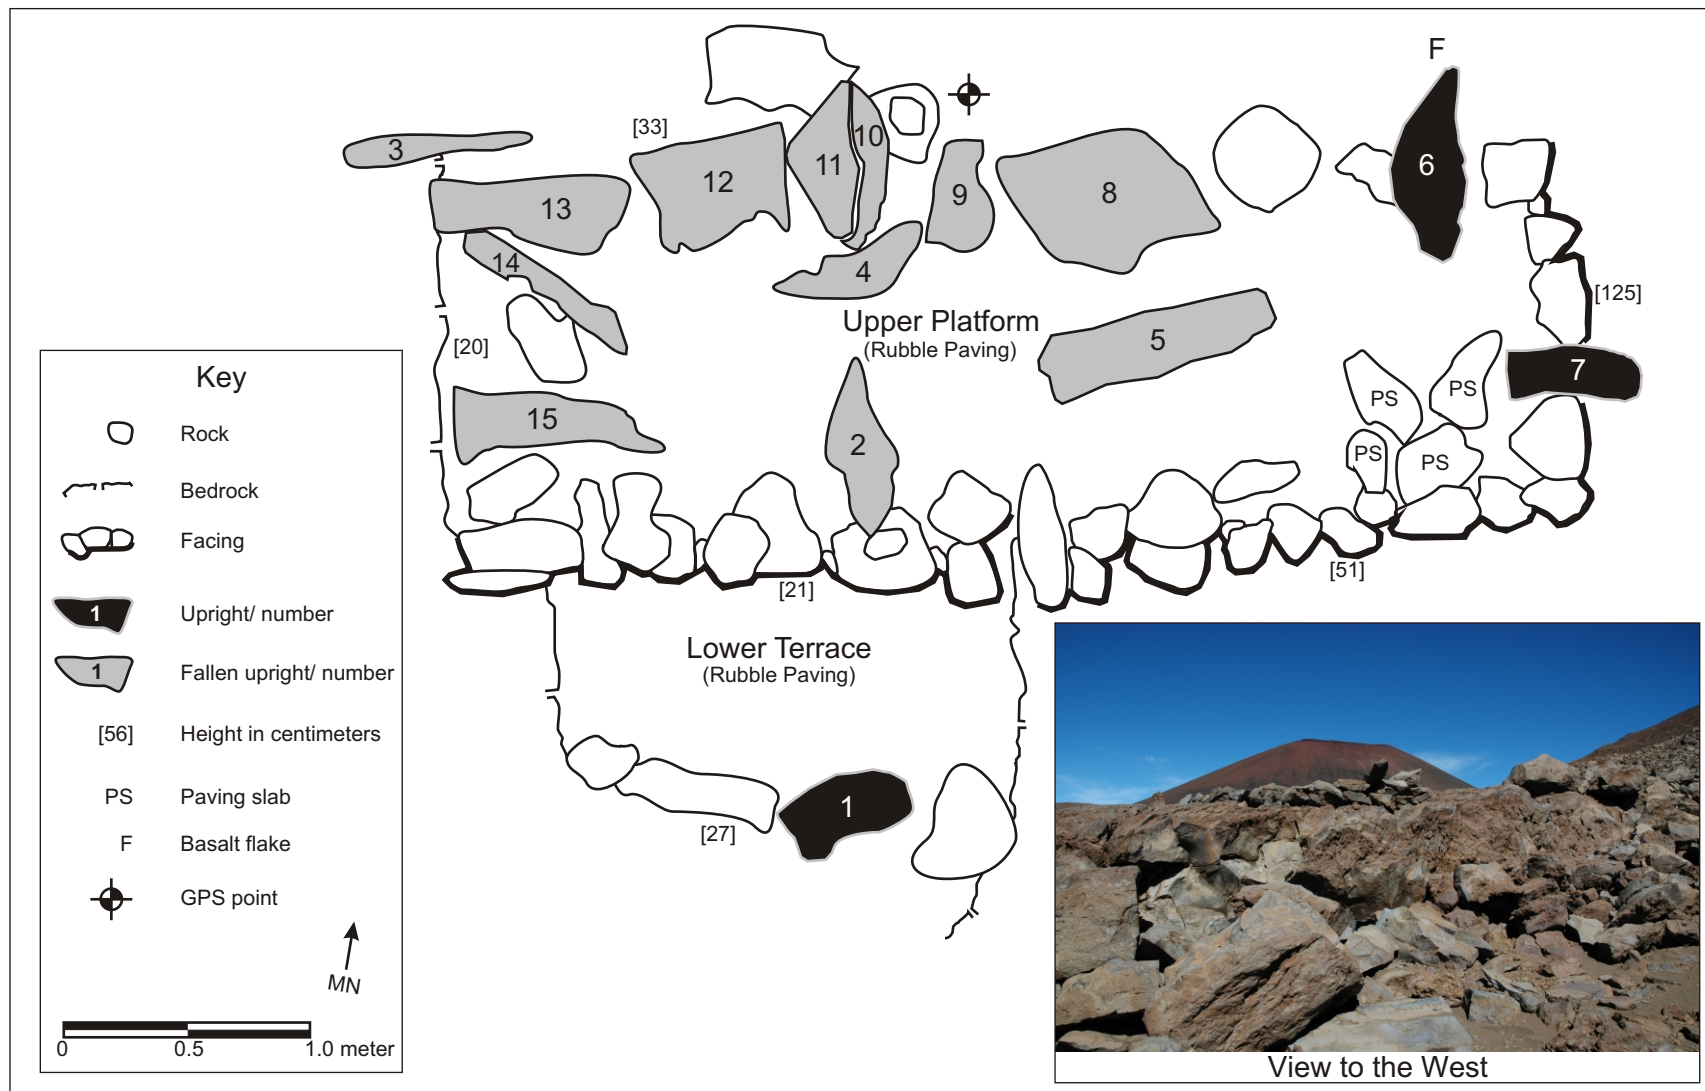 F
[33]
3
10
11
12
6
13
9
8
14
4
[125]
Upper Platform
(Rubble Paving)
[20]
5
7
PS
PS
15
2
PS
PS
[21]
[51]
Lower Terrace
(Rubble Paving)
1
[27]
Key
Rock
Bedrock
Facing
1
Upright/ number
1
Fallen upright/ number
[56]
Height in centimeters
PS
Paving slab
F
Basalt flake
GPS point
MN
0
0.5
1.0 meter
View to the West